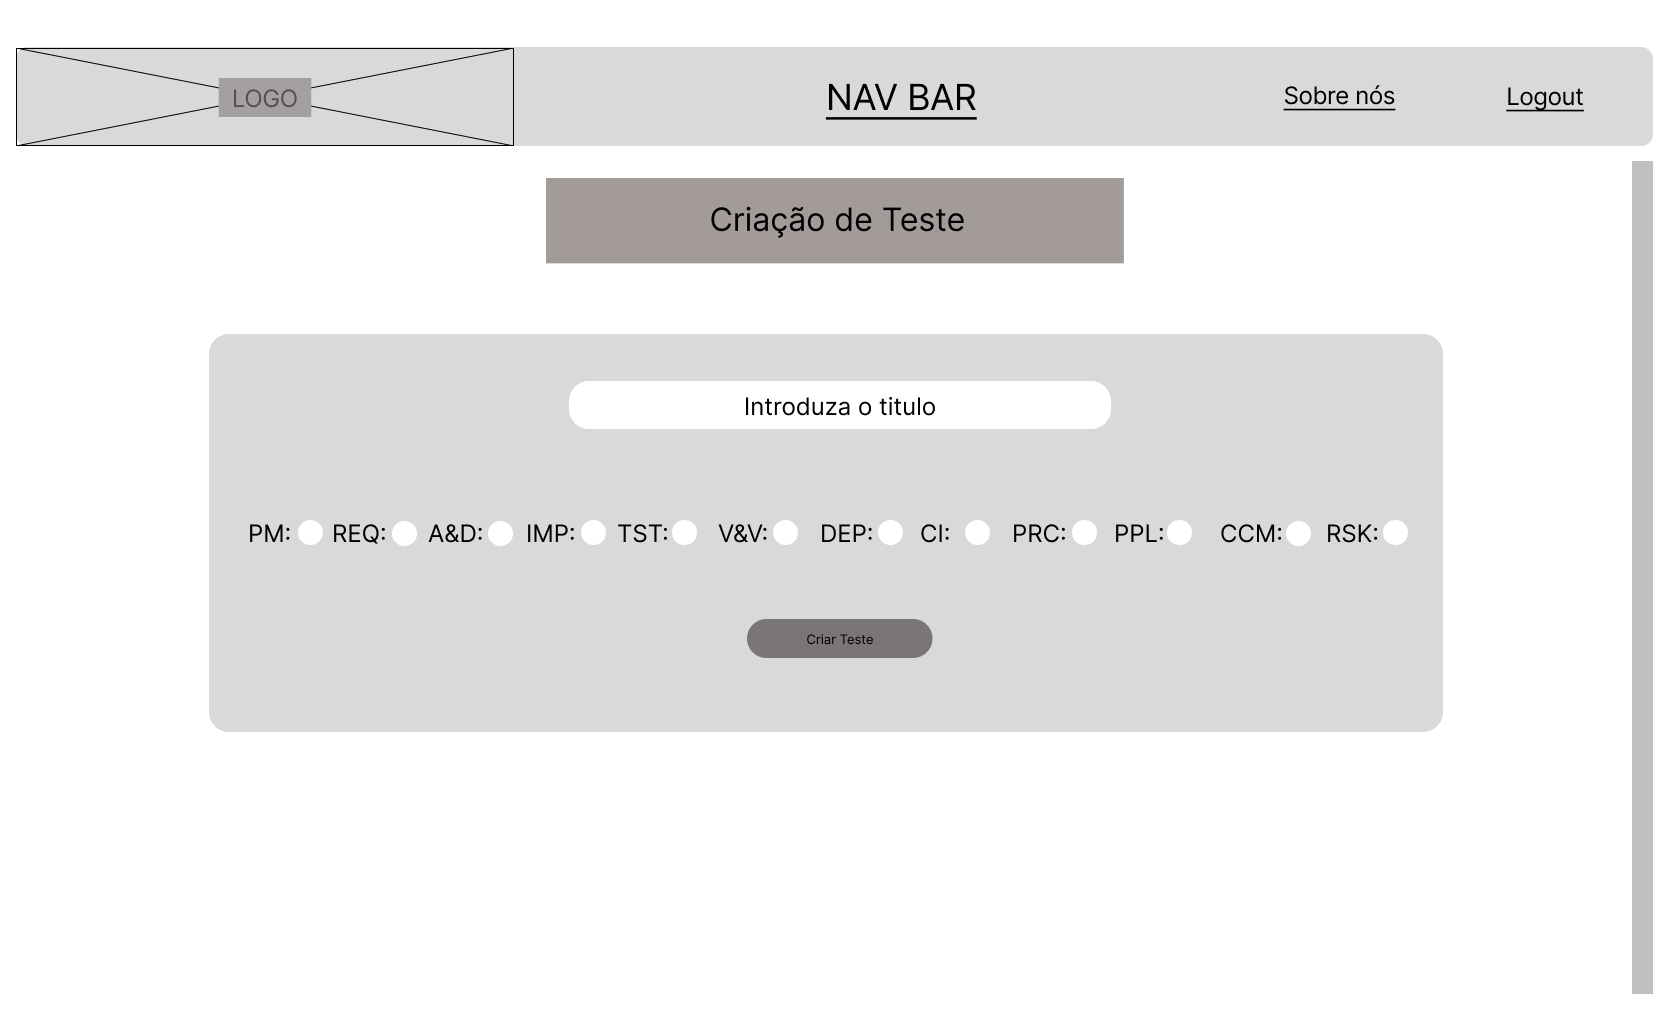 LOGO
NAV BAR
Sobre nós
Logout
Criação de Teste
Introduza o titulo
PM: REQ: A&D: IMP: TST: V&V: DEP: CI: PRC: PPL: CCM: RSK:
Criar Teste